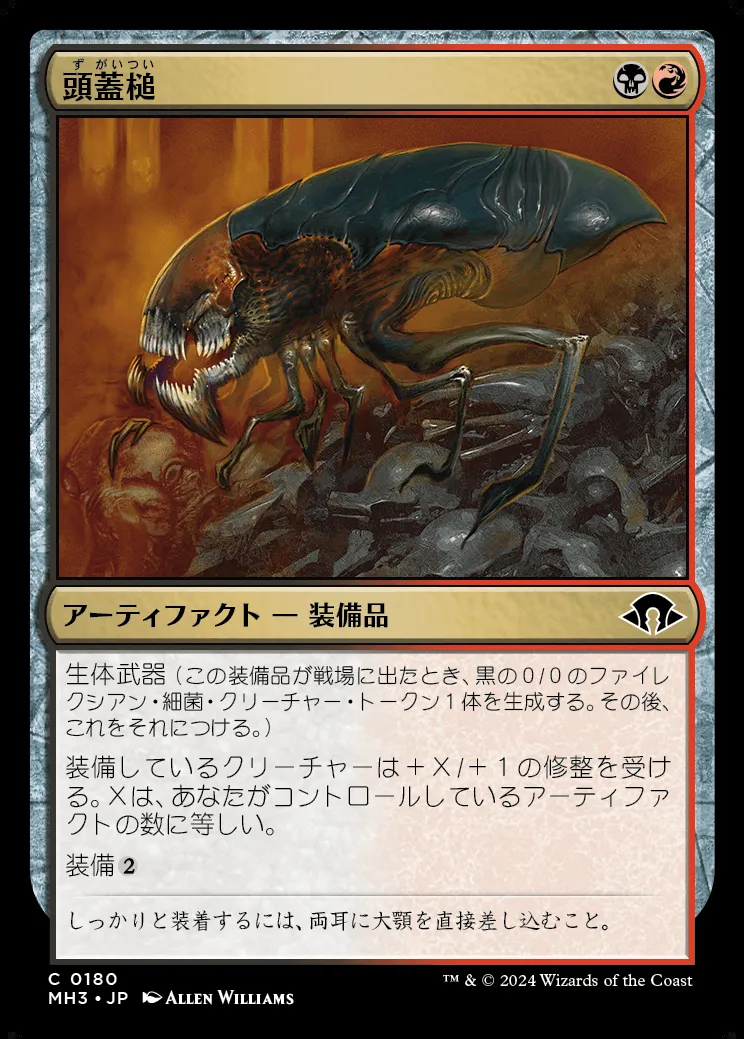 ずがいつい
頭蓋槌
アーティファクト — 装備品
生体武器（この装備品が戦場に出たとき、黒の０/０のファイレ
クシアン・細菌・クリーチャー・トークン１体を生成する。その後、
これをそれにつける。）
装備しているクリーチャーは＋Ｘ/＋１の修整を受け
る。Ｘは、あなたがコントロールしているアーティファ
クトの数に等しい。
装備 2
しっかりと装着するには、両耳に大顎を直接差し込むこと。
C 0180
MH3 • JP ALLEN WILLIAMS
™ & © 2024 Wizards of the Coast